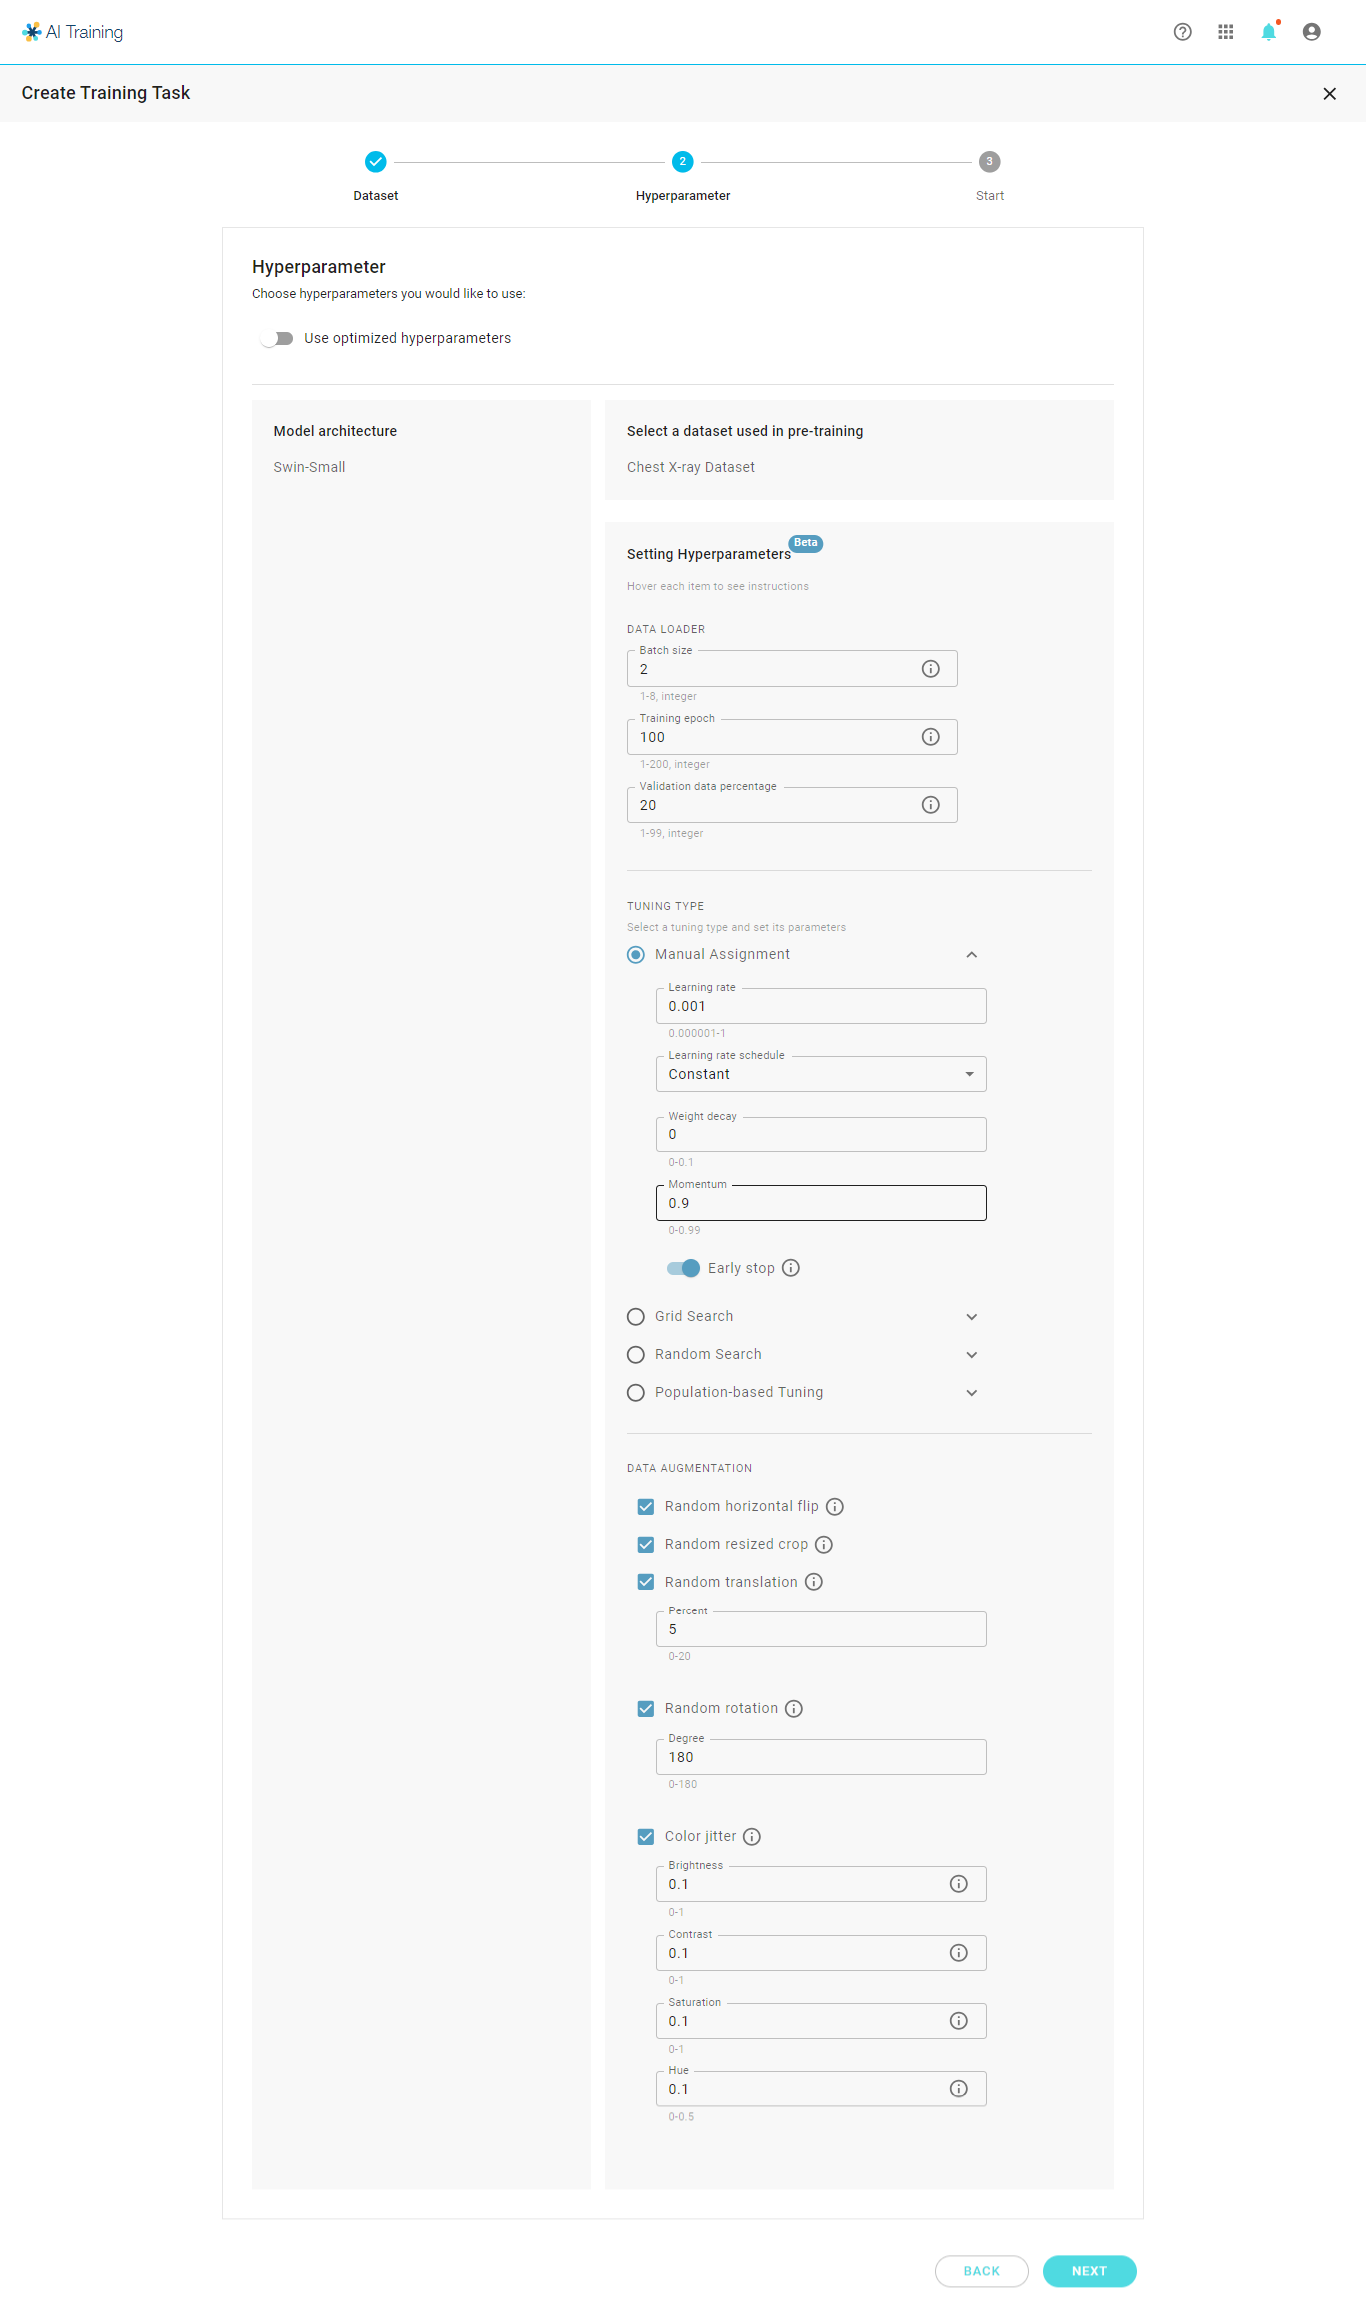 AI Training
Create Training Task
2
3
Dataset
Hyperparameter
Start
Hyperparameter
Choose hyperparameters you would like to use:
Use optimized hyperparameters
Model architecture
Swin-Small
Select a dataset used in pre-training
Chest X-ray Dataset
Setting Hyperparameters
Beta
Hover each item to see instructions
DATA LOADER
Batch size
2
1-8, integer
Training epoch
100
1-200, integer
Validation data percentage
20
1-99, integer
TUNING TYPE
Select a tuning type and set its parameters
Manual Assignment
Learning rate
0.001
0.000001-1
Learning rate schedule
Constant
Weight decay
0
0-0.1
Momentum
0.9
0-0.99
Early stop
Grid Search
Random Search
Population-based Tuning
DATA AUGMENTATION
Random horizontal flip
Random resized crop
Random translation
Percent
5
0-20
Random rotation
Degree
180
0-180
Color jitter
Brightness
0.1
0-1
Contrast
0.1
0-1
Saturation
0.1
0-1
Hue
0.1
0-0.5
BACK
NEXT